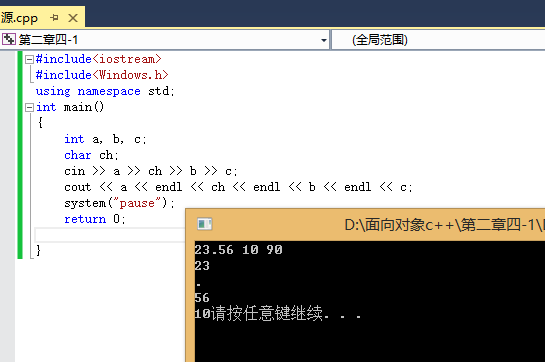 源.cpp
第二章四-1
(全局范围)
#include<iostream>
#include<Windows.h>
using namespace std;
int main()
{
int a, b, c;
char ch;
cin >> a >> ch >> b >> c;
cout << a << endl << ch << endl << b << endl << c;
system("pause");
return 0;
}
D:\面向对象c++\第二章四-1\
23.56 10 90
23
.
56
10请按任意键继续. . .